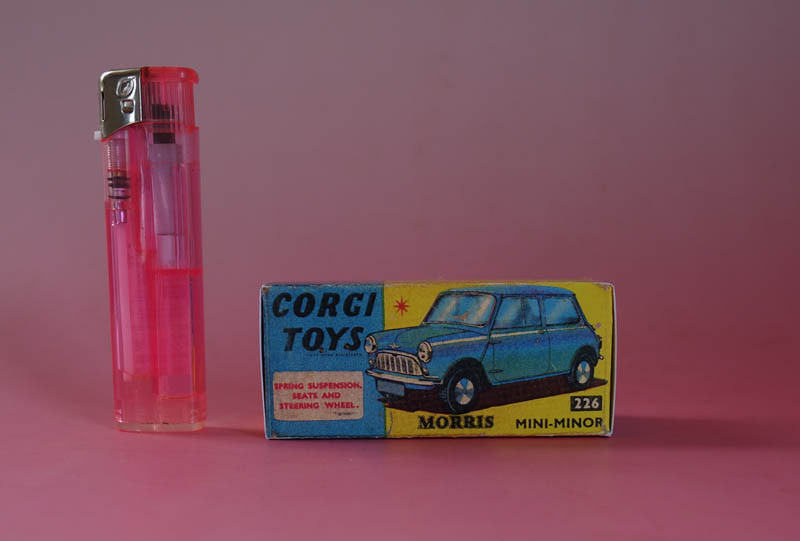 CORGI
TOYS
SPRING SUSPENSION,
SEATS AND
STEERING WHEEL.
226
MORRIS MINI-MINOR